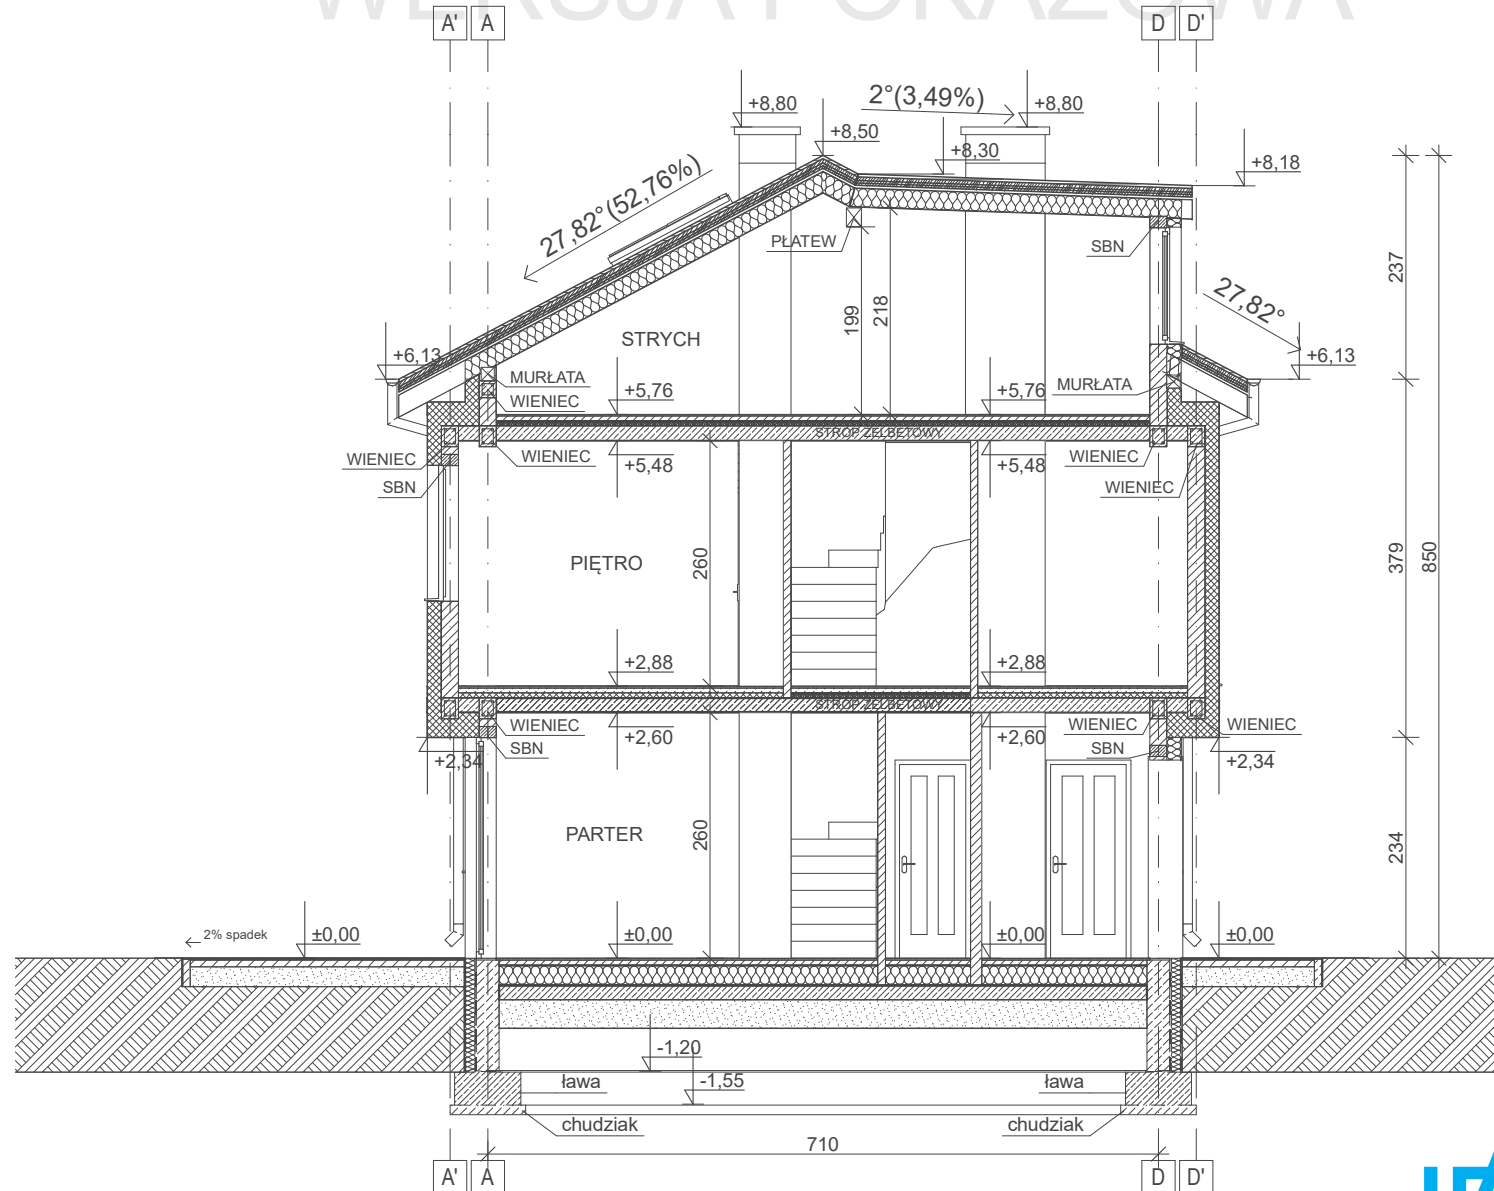 WERSJA POKAZOWA
A' A D D'
+8,80
2°(3,49%)
+8,80
+8,50
+8,30
+8,18
27,82°(52,76%)
PŁATEW
SBN
237
27,82°
199
218
STRYCH
+6,13
+6,13
MURŁATA
WIENIEC
+5,76
+5,76
MURŁATA
STROP ŻELBETOWY
WIENIEC
SBN
WIENIEC
+5,48
+5,48
WIENIEC
WIENIEC
PIĘTRO
260
379
850
+2,88
+2,88
STROP ŻELBETOWY
WIENIEC
SBN
+2,60
+2,60
WIENIEC
SBN
WIENIEC
+2,34
+2,34
PARTER
260
234
2% spadek
±0,00
±0,00
±0,00
±0,00
-1,20
-1,55
ława
ława
chudziak
chudziak
710
A' A D D'